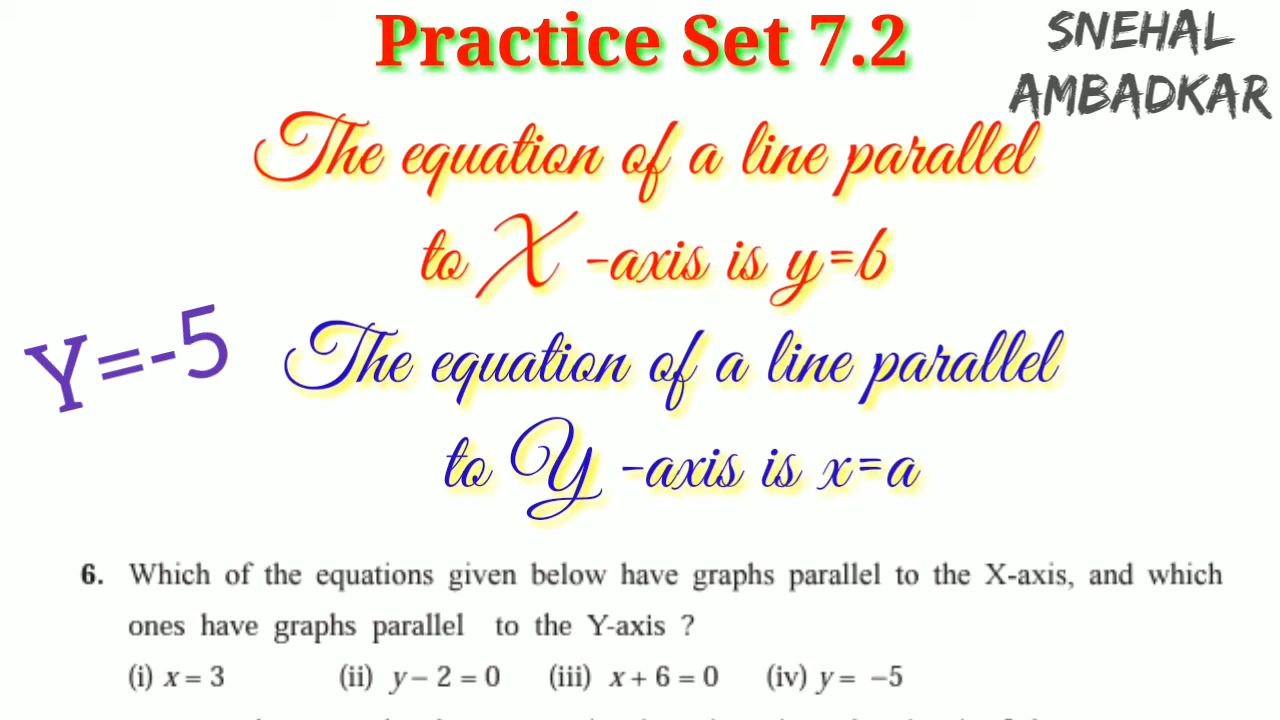 Practice Set 7.2
SNEHAL
AMBADKAR
The equation of a line parallel
to X -axis is y=b
Y=-5
The equation of a line parallel
to Y -axis is x=a
6. Which of the equations given below have graphs parallel to the X-axis, and which
ones have graphs parallel to the Y-axis ?
(i) x = 3 (ii) y – 2 = 0 (iii) x + 6 = 0 (iv) y = –5